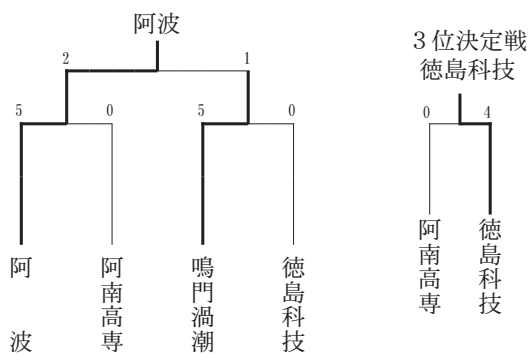 阿波
2 1
5 0 5 0
阿波
阿南高専
鳴門渦潮
徳島科技
3位決定戦
徳島科技
0 4
阿南高専
徳島科技